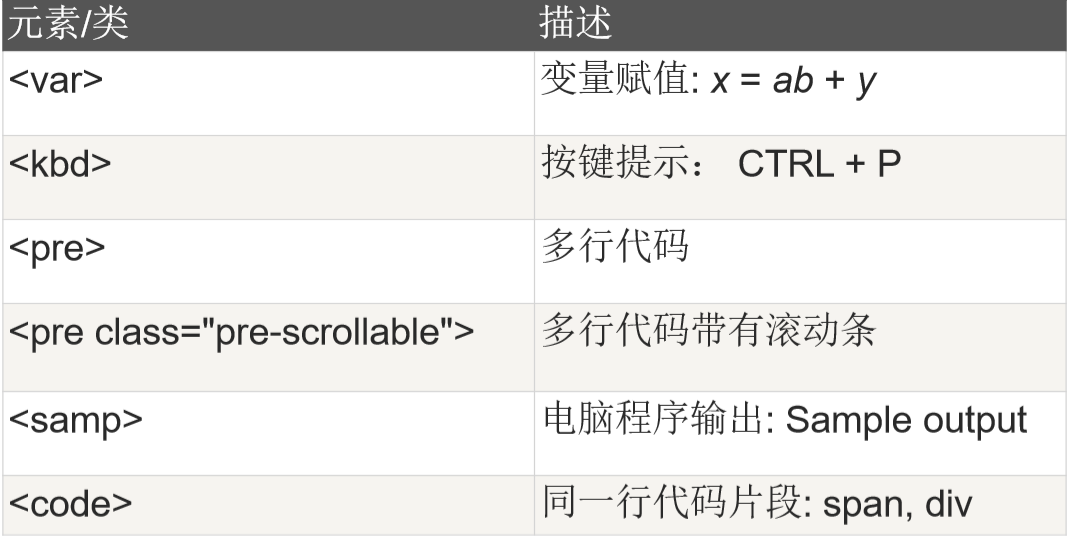 元素/类 描述
<var> 变量赋值: x = ab + y
<kbd> 按键提示： CTRL + P
<pre> 多行代码
<pre class="pre-scrollable"> 多行代码带有滚动条
<samp> 电脑程序输出: Sample output
<code> 同一行代码片段: span, div